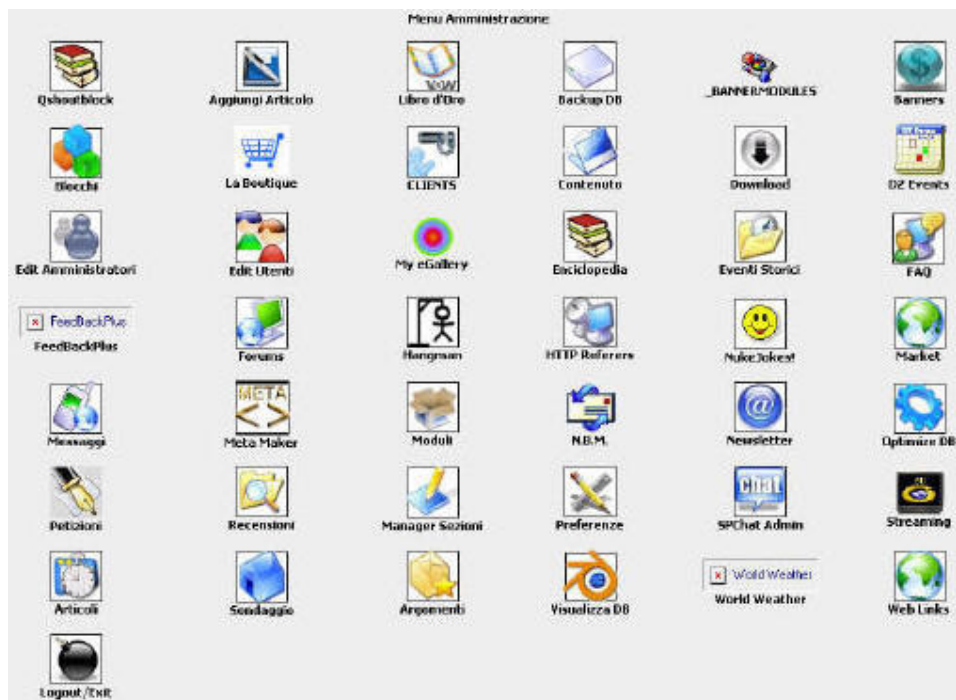 Menu Amministrazione
Qshoutblock
Aggiungi Articolo
Libro d'Oro
Backup DB
_BANNERMODULES
Banners
Blocchi
La Boutique
CLIENTS
Contenuto
Download
DZ Events
Edit Amministratori
Edit Utenti
My eGallery
Enciclopedia
Eventi Storici
FAQ
FeedBackPlus
FeedBackPlus
Forums
Hangman
HTTP Referers
NukeJokes!
Market
META
Messaggi
Meta Maker
Moduli
N.B.M.
Newsletter
Optimize DB
chat
Petizioni
Recensioni
Manager Sezioni
Preferenze
SPChat Admin
Streaming
World Weather
Articoli
Sondaggio
Argomenti
Visualizza DB
World Weather
Web Links
Logout/Exit